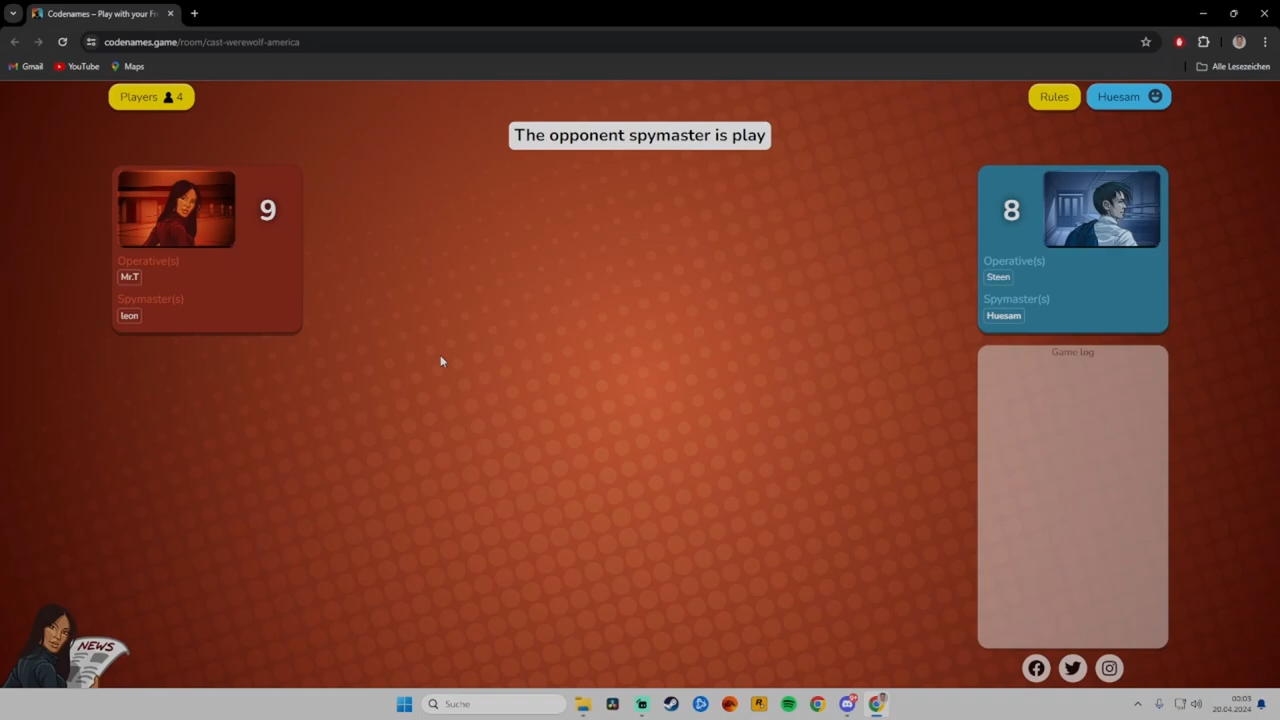 Codenames – Play with your Fr
codenames.game/room/cast-werewolf-america
Gmail
YouTube
Maps
Alle Lesezeichen
Players 4
Rules
Huesam
The opponent spymaster is play
9
Operative(s)
Mr.T
Spymaster(s)
leon
8
Operative(s)
Steen
Spymaster(s)
Huesam
Game log
NEWS
Suche
00:03
20.04.2024